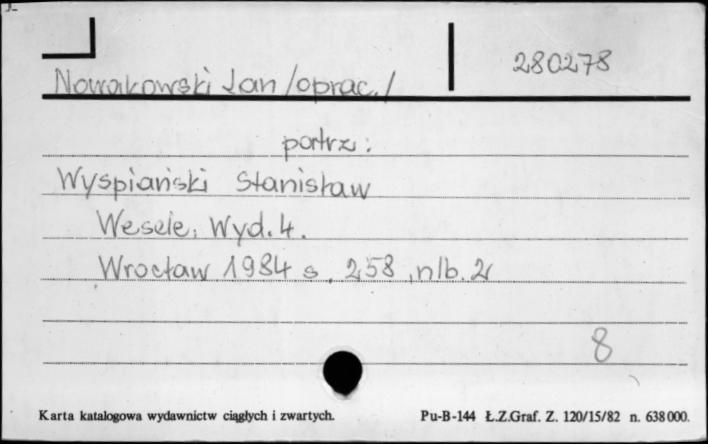 280278
Nowakowski Jan /oprac./
patrz:
Wyspiański Stanisław
Wesele. Wyd. 4.
Wrocław 1984 s. 258, nlb. 2
8
Karta katalogowa wydawnictw ciągłych i zwartych. Pu-B-144 Ł.Z.Graf. Z. 120/15/82 n. 638000.